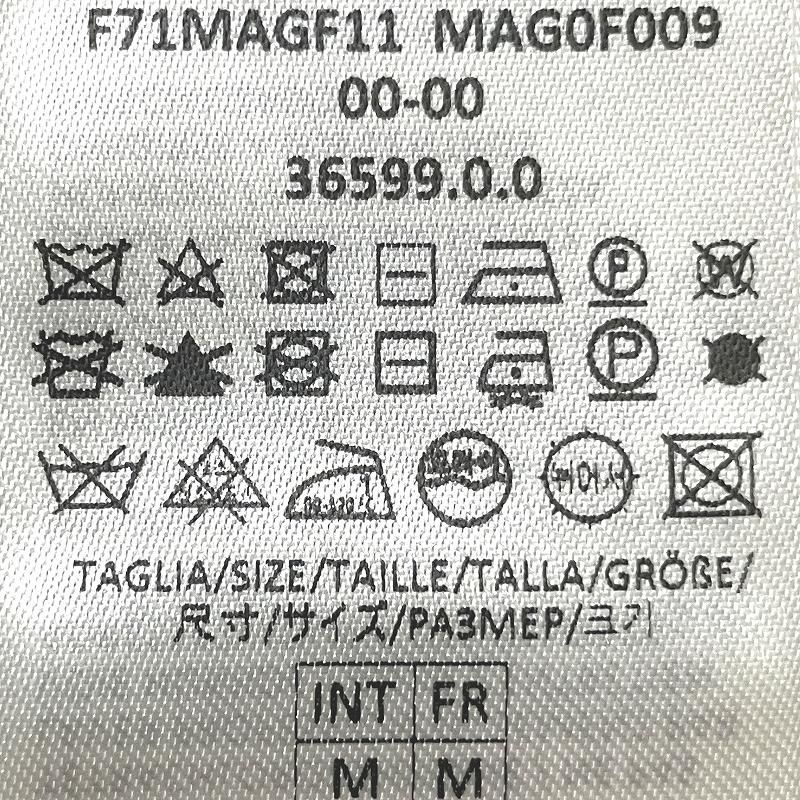 F71MAGF11 MAG0F009
00-00
36599.0.0
P W
P
TAGLIA/SIZE/TAILLE/TALLA/GRÖßE/
尺寸/サイズ/РАЗМЕР/크기
INT FR
M M